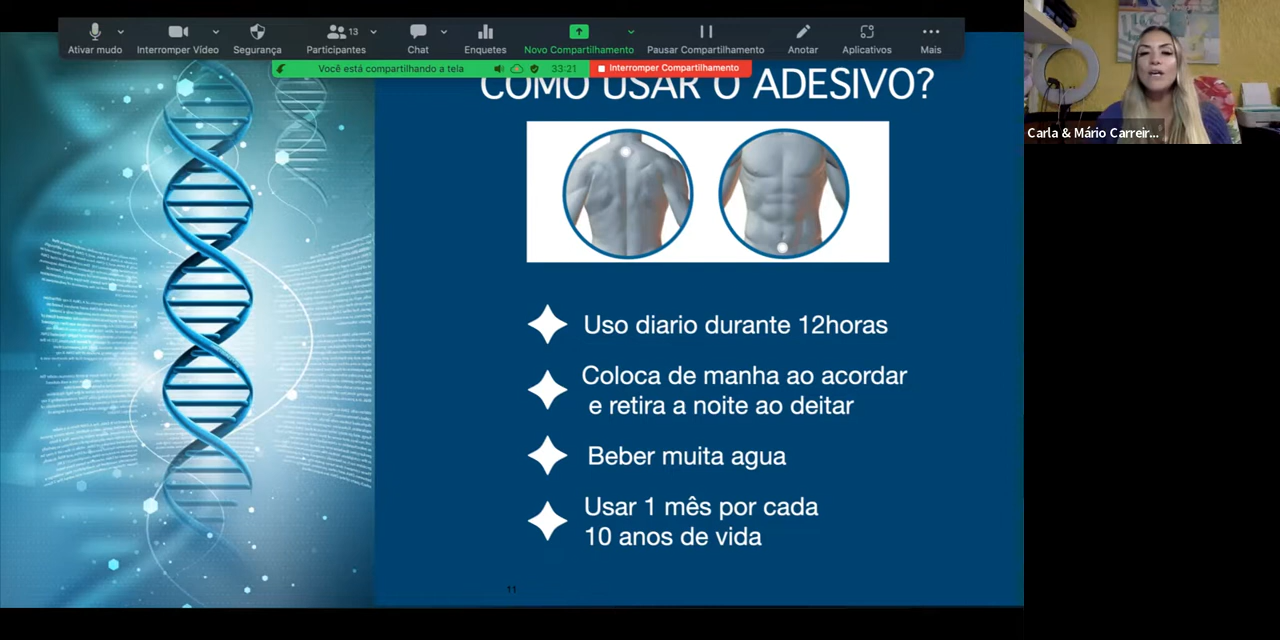 Ativar mudo
Interromper Vídeo
Segurança
13
Participantes
Chat
Enquetes
Novo Compartilhamento
Pausar Compartilhamento
Anotar
Aplicativos
Mais
Você está compartilhando a tela
33:21
Interromper Compartilhamento
COMO USAR O ADESIVO?
Carla & Mário Carreir...
Uso diario durante 12horas
Coloca de manha ao acordar
e retira a noite ao deitar
Beber muita agua
Usar 1 mês por cada
10 anos de vida
11